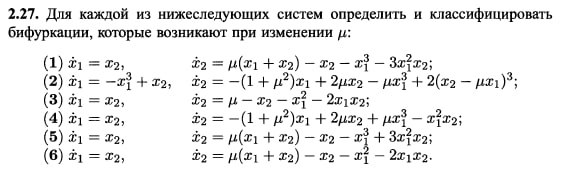 2.27. Для каждой из нижеследующих систем определить и классифицировать
бифуркации, которые возникают при изменении μ:
(1) ẋ₁ = x₂, ẋ₂ = μ(x₁ + x₂) − x₂ − x₁³ − 3x₁²x₂;
(2) ẋ₁ = −x₁³ + x₂, ẋ₂ = −(1 + μ²)x₁ + 2μx₂ − μx₁³ + 2(x₂ − μx₁)³;
(3) ẋ₁ = x₂, ẋ₂ = μ − x₂ − x₁² − 2x₁x₂;
(4) ẋ₁ = x₂, ẋ₂ = −(1 + μ²)x₁ + 2μx₂ + μx₁³ − x₁²x₂;
(5) ẋ₁ = x₂, ẋ₂ = μ(x₁ + x₂) − x₂ − x₁³ + 3x₁²x₂;
(6) ẋ₁ = x₂, ẋ₂ = μ(x₁ + x₂) − x₂ − x₁² − 2x₁x₂.